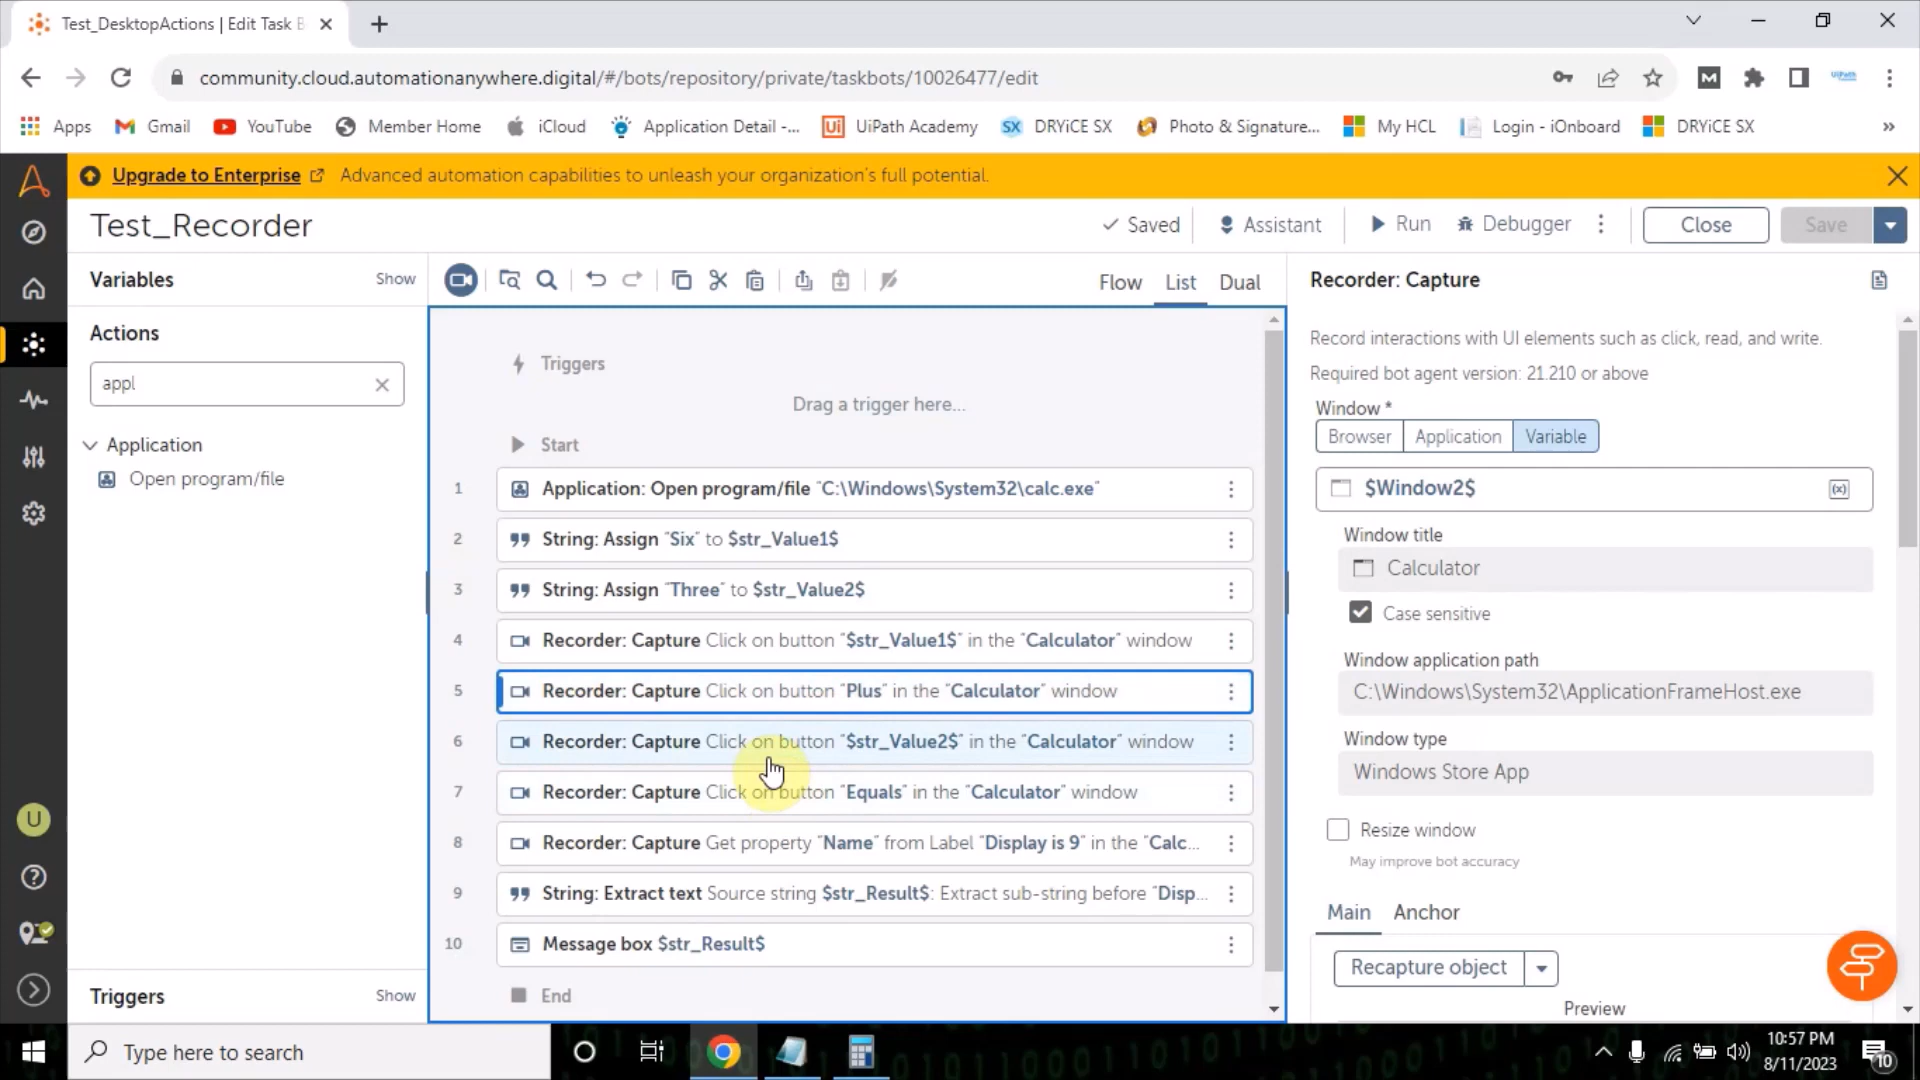 Test_DesktopActions | Edit Task B
community.cloud.automationanywhere.digital/#/bots/repository/private/taskbots/10026477/edit
M
UiPath
Apps
Gmail
YouTube
Member Home
iCloud
Application Detail -...
Ui
UiPath Academy
SX
DRYiCE SX
Photo & Signature...
My HCL
Login - iOnboard
DRYiCE SX
»
Upgrade to Enterprise
Advanced automation capabilities to unleash your organization's full potential.
Test_Recorder
Saved
Assistant
Run
Debugger
Close
Save
Variables
Show
Flow
List
Dual
Recorder: Capture
Actions
appl
Application
Open program/file
Triggers
Drag a trigger here...
Start
1 Application: Open program/file "C:\Windows\System32\calc.exe"
2 String: Assign "Six" to $str_Value1$
3 String: Assign "Three" to $str_Value2$
4 Recorder: Capture Click on button "$str_Value1$" in the "Calculator" window
5 Recorder: Capture Click on button "Plus" in the "Calculator" window
6 Recorder: Capture Click on button "$str_Value2$" in the "Calculator" window
7 Recorder: Capture Click on button "Equals" in the "Calculator" window
8 Recorder: Capture Get property "Name" from Label "Display is 9" in the "Calc...
9 String: Extract text Source string $str_Result$: Extract sub-string before "Disp...
10 Message box $str_Result$
End
Record interactions with UI elements such as click, read, and write.
Required bot agent version: 21.210 or above
Window *
Browser
Application
Variable
$Window2$
(x)
Window title
Calculator
Case sensitive
Window application path
C:\Windows\System32\ApplicationFrameHost.exe
Window type
Windows Store App
Resize window
May improve bot accuracy
Main
Anchor
Recapture object
Preview
U
Triggers
Show
Type here to search
10:57 PM
8/11/2023
10